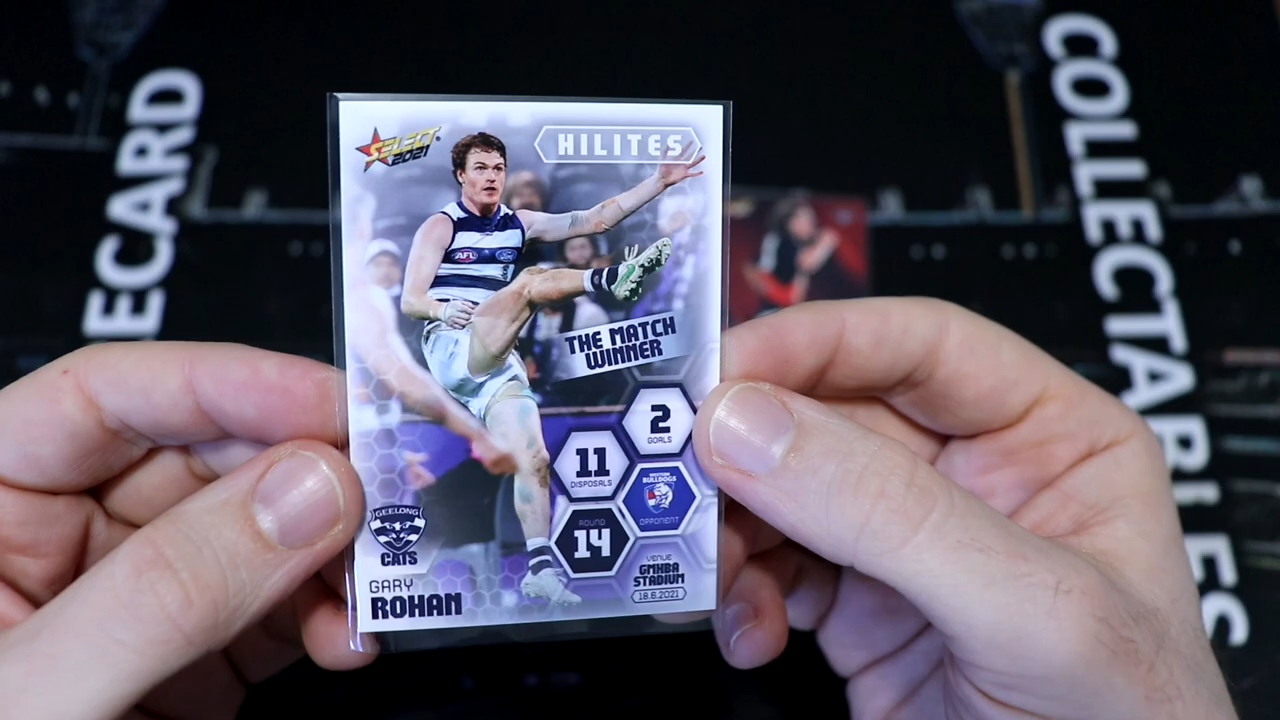 ECARD
COLLECTABLES
SELECT
2021
HILITES
AFL
Ford
THE MATCH
WINNER
2
GOALS
11
DISPOSALS
WESTERN
BULLDOGS
OPPONENT
ROUND
14
VENUE
GMHBA
STADIUM
18.6.2021
GEELONG
CATS
GARY
ROHAN